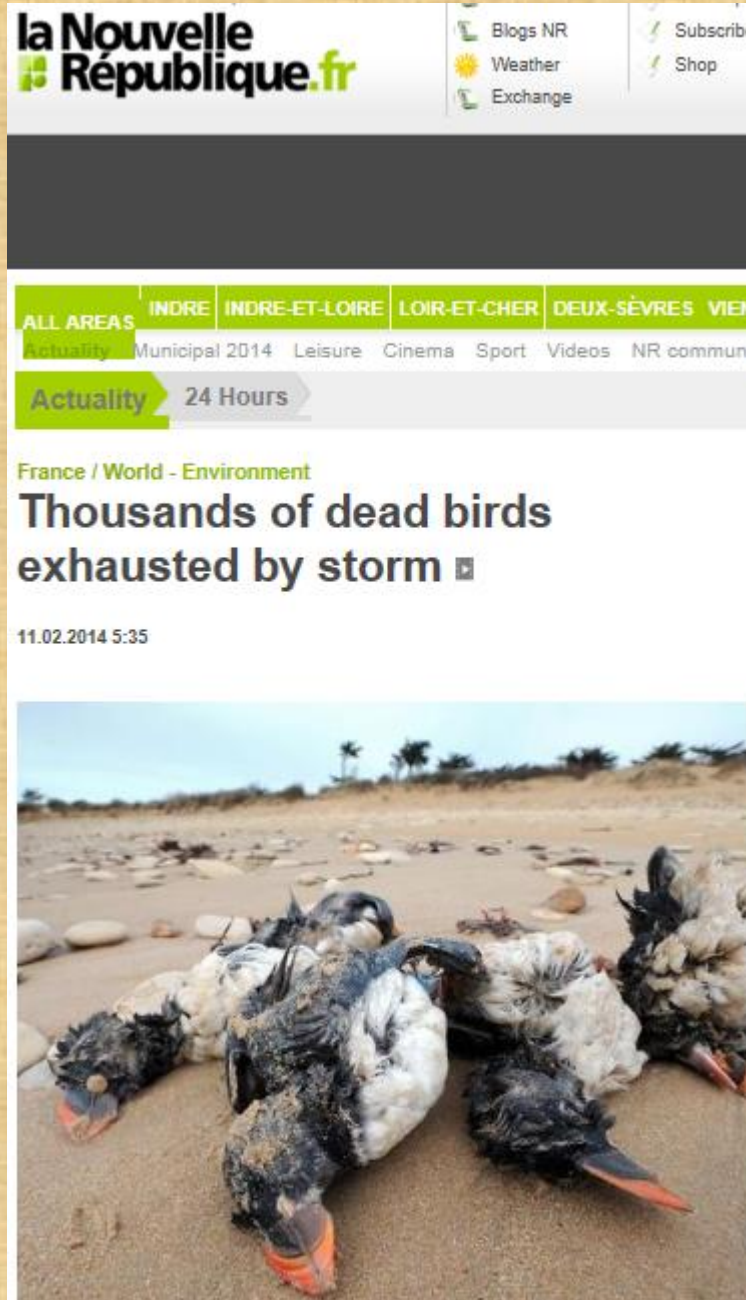 la Nouvelle
République.fr
Blogs NR
Weather
Exchange
Shop
ALL AREAS INDRE INDRE-ET-LOIRE LOIR-ET-CHER DEUX-SÈVRES
Actuality Municipal 2014 Leisure Cinema Sport Videos NR
Actuality 24 Hours
France / World - Environment
Thousands of dead birds
exhausted by storm
11.02.2014 5:35